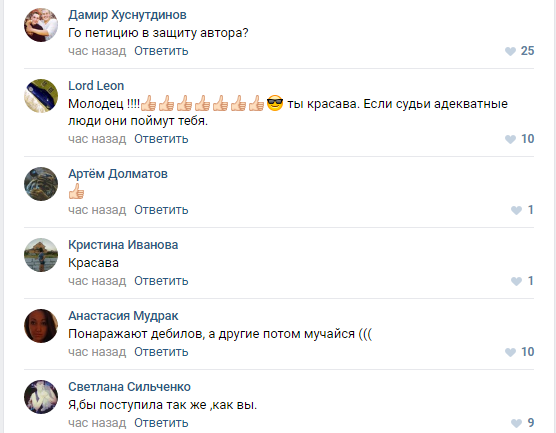 Дамир Хуснутдинов
Го петицию в защиту автора?
час назад Ответить 25
Lord Leon
Молодец !!!!👍👍👍👍👍👍👍😎 ты красава. Если судьи адекватные
люди они поймут тебя.
час назад Ответить 10
Артём Долматов
👍
час назад Ответить 1
Кристина Иванова
Красава
час назад Ответить 1
Анастасия Мудрак
Понаражают дебилов, а другие потом мучайся (((
час назад Ответить 10
Светлана Сильченко
Я,бы поступила так же ,как вы.
час назад Ответить 9